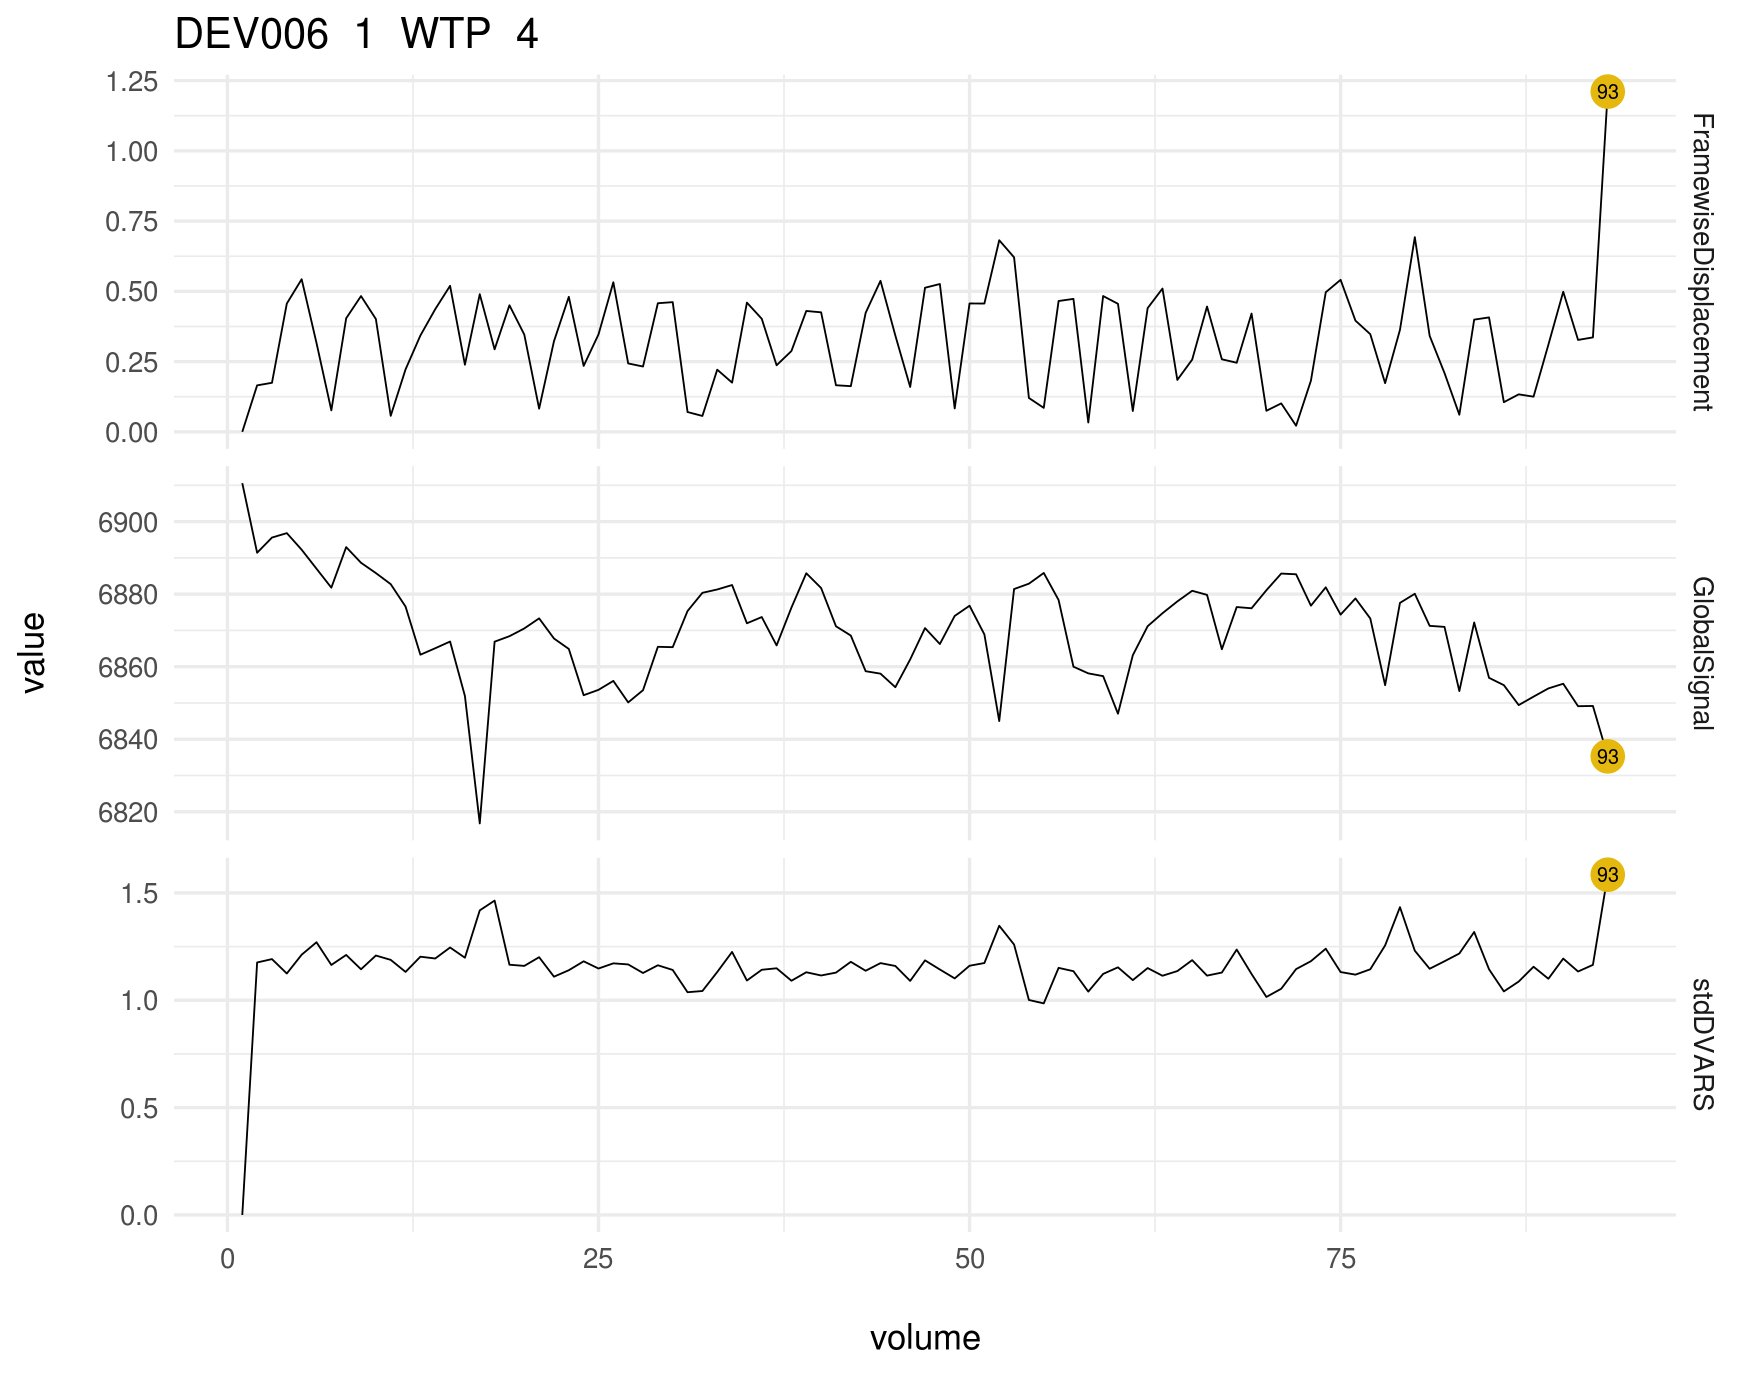 DEV006 1 WTP 4
1.25
1.00
0.75
0.50
0.25
0.00
93
FramewiseDisplacement
6900
6880
6860
6840
6820
93
GlobalSignal
value
1.5
1.0
0.5
0.0
93
stdDVARS
0 25 50 75
volume